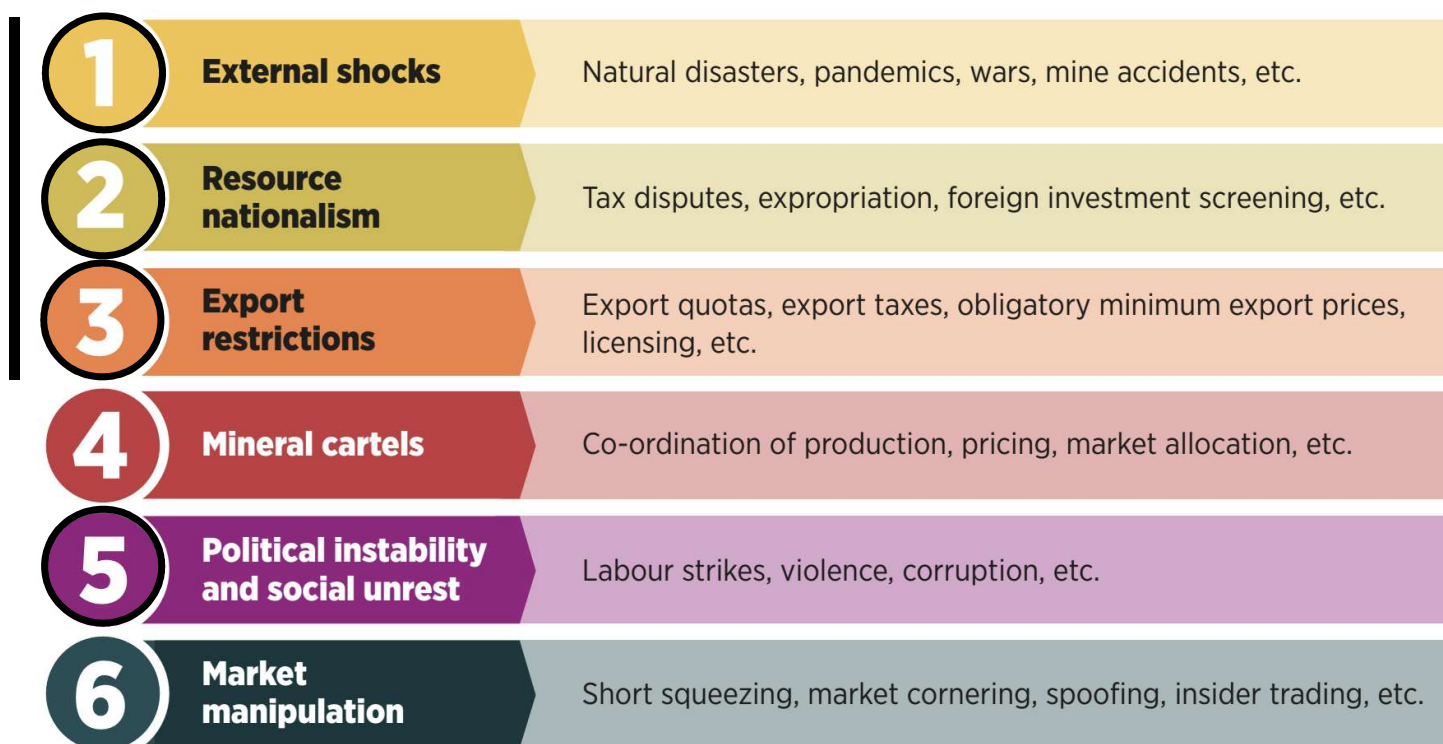 1
External shocks
Natural disasters, pandemics, wars, mine accidents, etc.
2
Resource
nationalism
Tax disputes, expropriation, foreign investment screening, etc.
3
Export
restrictions
Export quotas, export taxes, obligatory minimum export prices,
licensing, etc.
4
Mineral cartels
Co-ordination of production, pricing, market allocation, etc.
5
Political instability
and social unrest
Labour strikes, violence, corruption, etc.
6
Market
manipulation
Short squeezing, market cornering, spoofing, insider trading, etc.